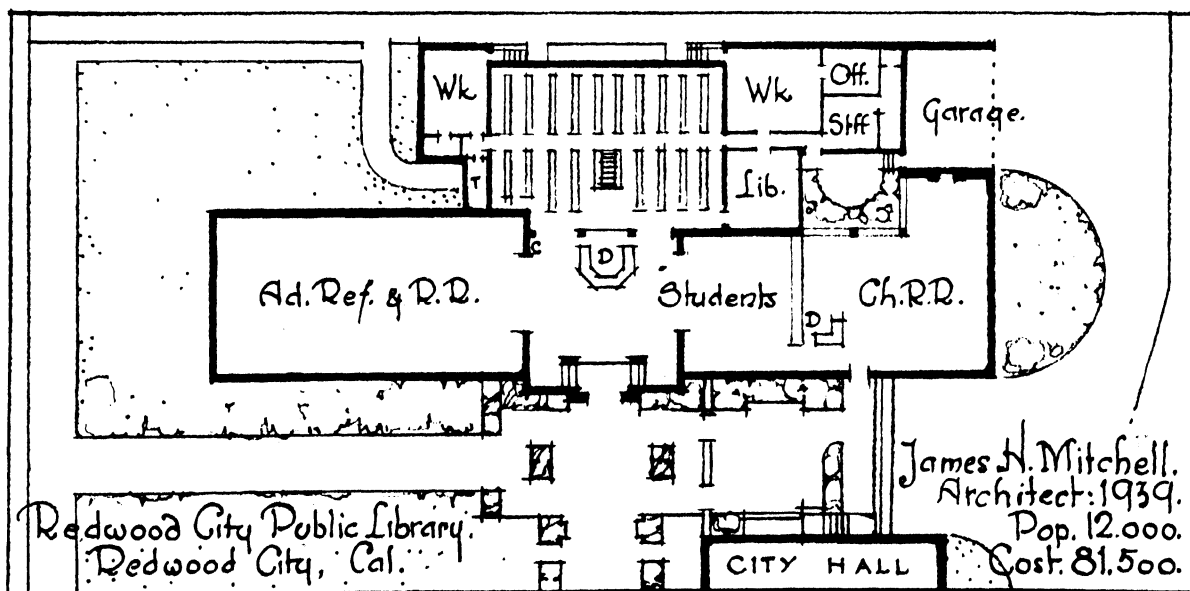 Wk
Wk
Off.
Stff
Garage.
T
Lib.
C
D
Ad. Ref. & R.R.
Students
Ch. R.R.
D
James H. Mitchell.
Architect: 1939.
Pop. 12.000.
Cost. 81,500.
Redwood City Public Library.
Redwood City, Cal.
CITY HALL